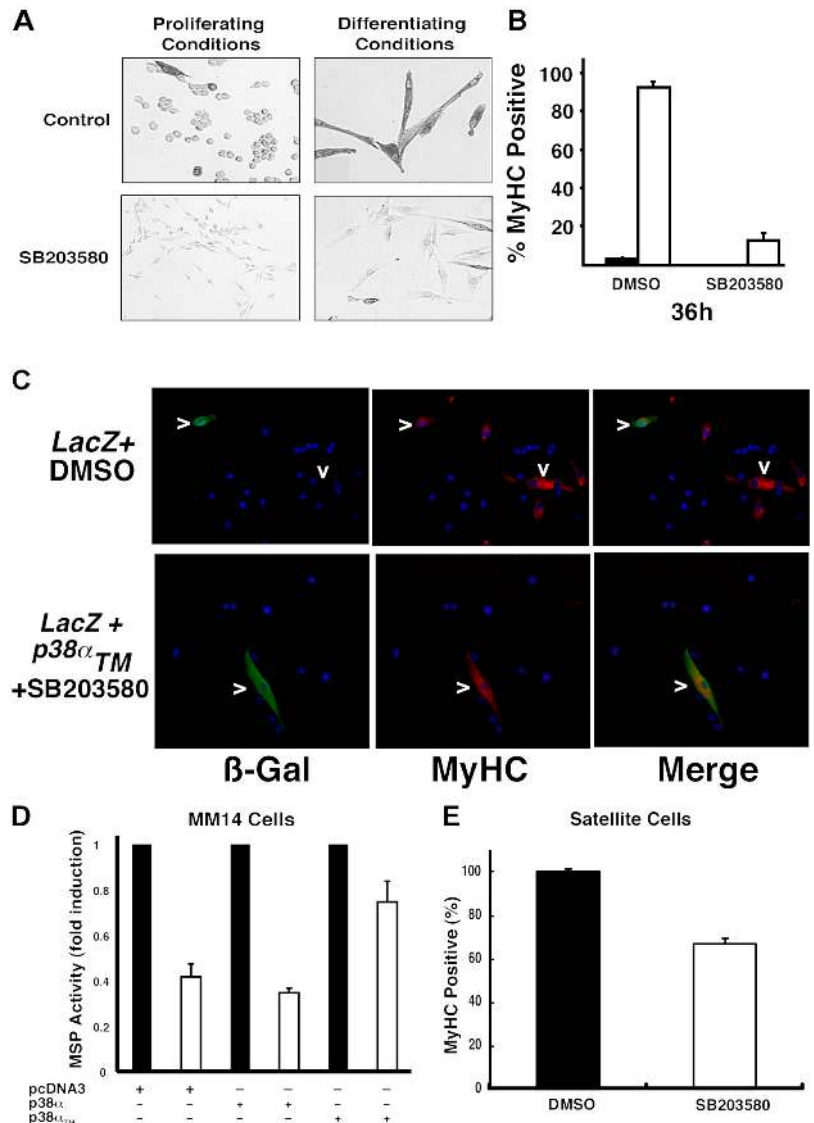 A
Proliferating Conditions
Differentiating Conditions
Control
SB203580
B
% MyHC Positive
100
80
60
40
20
DMSO
SB203580
36h
C
LacZ+
DMSO
>
v
>
v
>
v
LacZ +
p38αTM
+SB203580
>
>
>
ß-Gal
MyHC
Merge
D
MM14 Cells
MSP Activity (fold induction)
1
0.8
0.6
0.4
0.2
0
pcDNA3 + + – – – –
p38α – – + + – –
p38αTM – – – – + +
E
Satellite Cells
MyHC Positive (%)
100
80
60
40
20
0
DMSO
SB203580